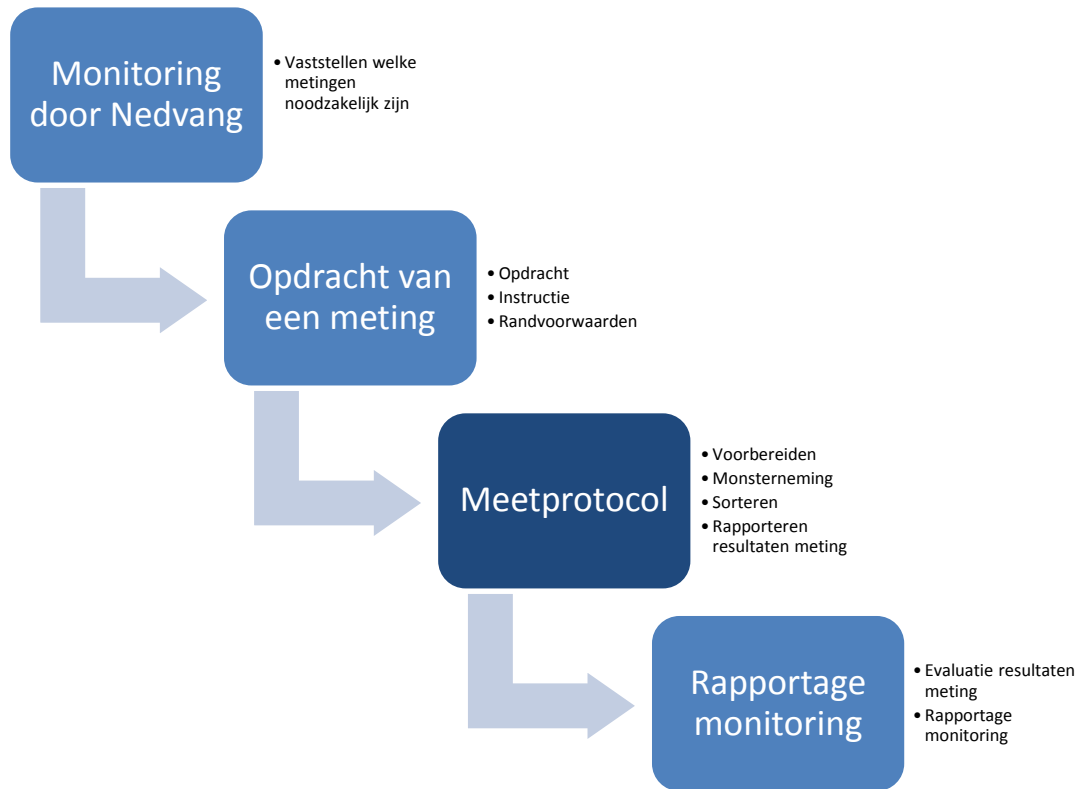 Monitoring
door Nedvang
• Vaststellen welke
metingen
noodzakelijk zijn
Opdracht van
een meting
• Opdracht
• Instructie
• Randvoorwaarden
Meetprotocol
• Voorbereiden
• Monsterneming
• Sorteren
• Rapporteren
resultaten meting
Rapportage
monitoring
• Evaluatie resultaten
meting
• Rapportage
monitoring